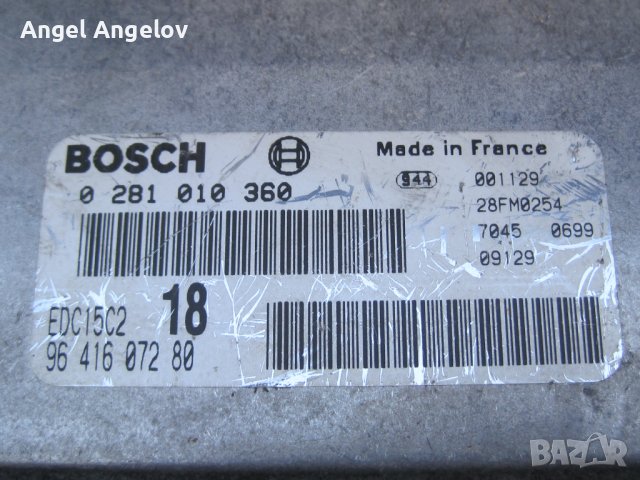 Angel Angelov
BOSCH
Made in France
0 281 010 360
944 001129
28FM0254
7045 0699
09129
EDC15C2 18
96 416 072 80
BAZAR